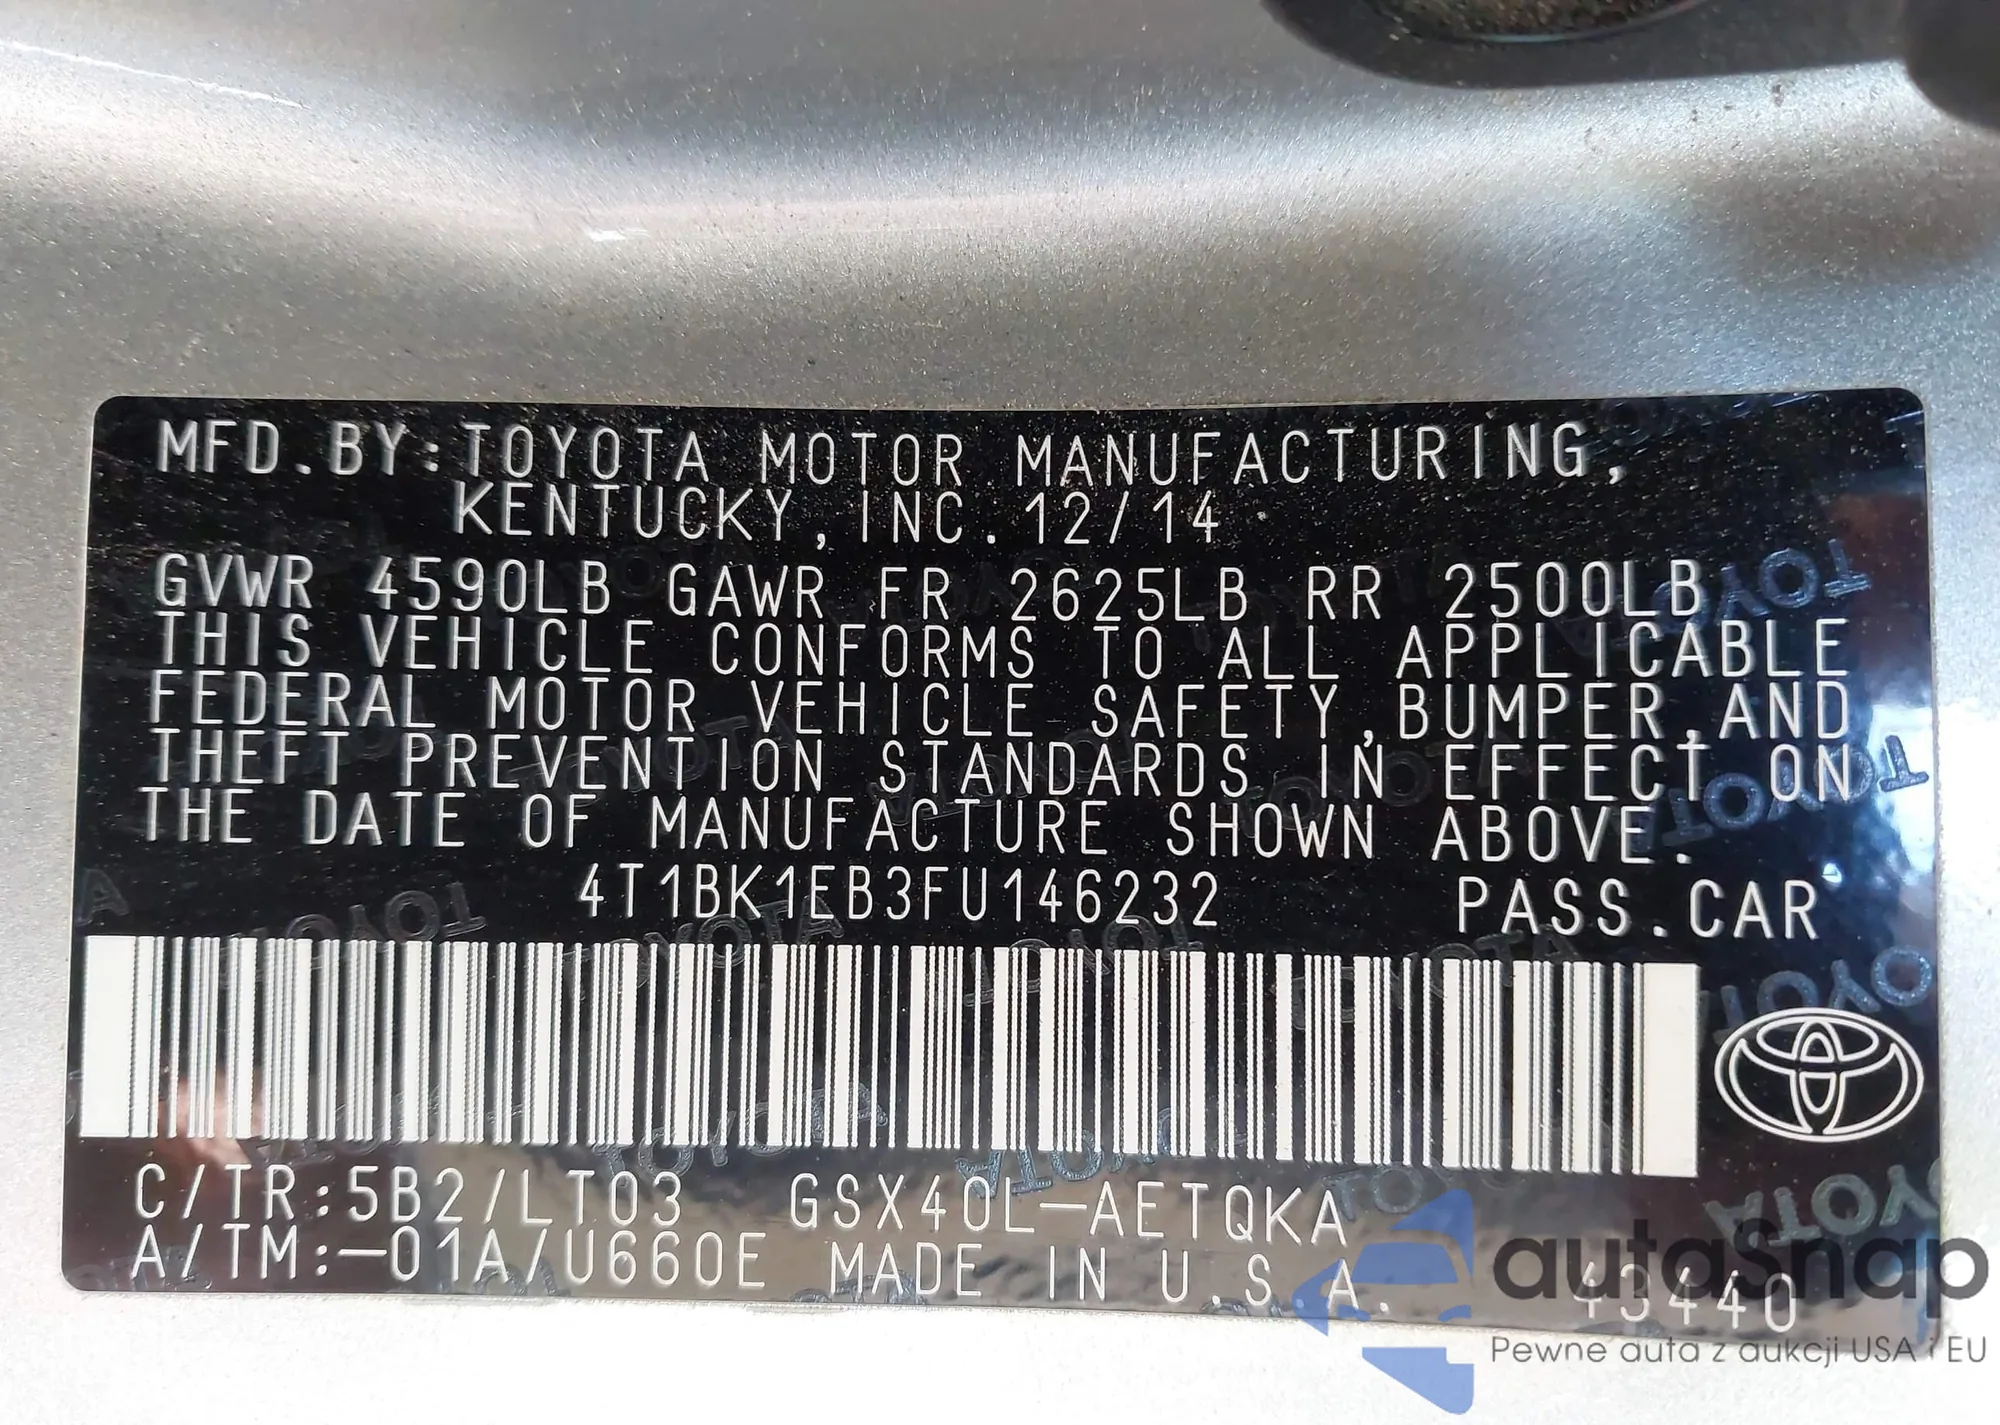 MFD.BY:TOYOTA MOTOR MANUFACTURING,
KENTUCKY,INC.12/14
GVWR 4590LB GAWR FR 2625LB RR 2500LB
THIS VEHICLE CONFORMS TO ALL APPLICABLE
FEDERAL MOTOR VEHICLE SAFETY,BUMPER,AND
THEFT PREVENTION STANDARDS IN EFFECT ON
THE DATE OF MANUFACTURE SHOWN ABOVE.
4T1BK1EB3FU146232 PASS.CAR
C/TR:5B2/LT03 GSX40L-AETQKA
A/TM:-01A/U660E MADE IN U.S.A. 43440
autoSnap
Pewne auta z aukcji USA i EU